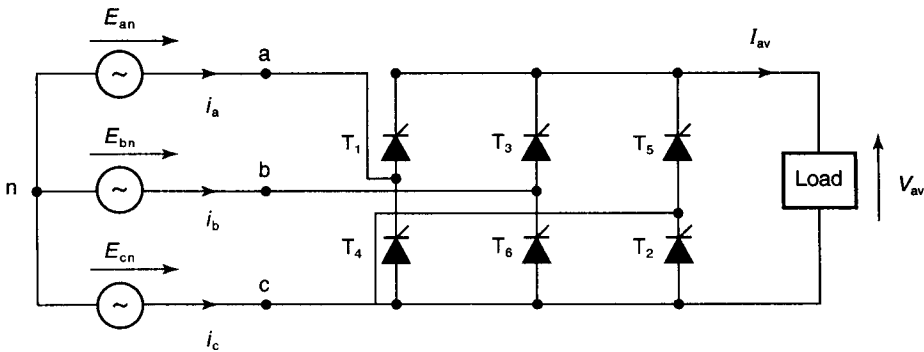 E_an
~
a
i_a
I_av
E_bn
~
b
i_b
n
E_cn
~
c
i_c
T_1
T_3
T_5
T_4
T_6
T_2
Load
V_av